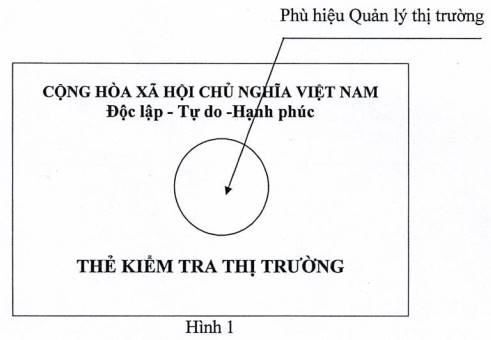 Phù hiệu Quản lý thị trường
CỘNG HÒA XÃ HỘI CHỦ NGHĨA VIỆT NAM
Độc lập - Tự do -Hạnh phúc
THẺ KIỂM TRA THỊ TRƯỜNG
Hình 1